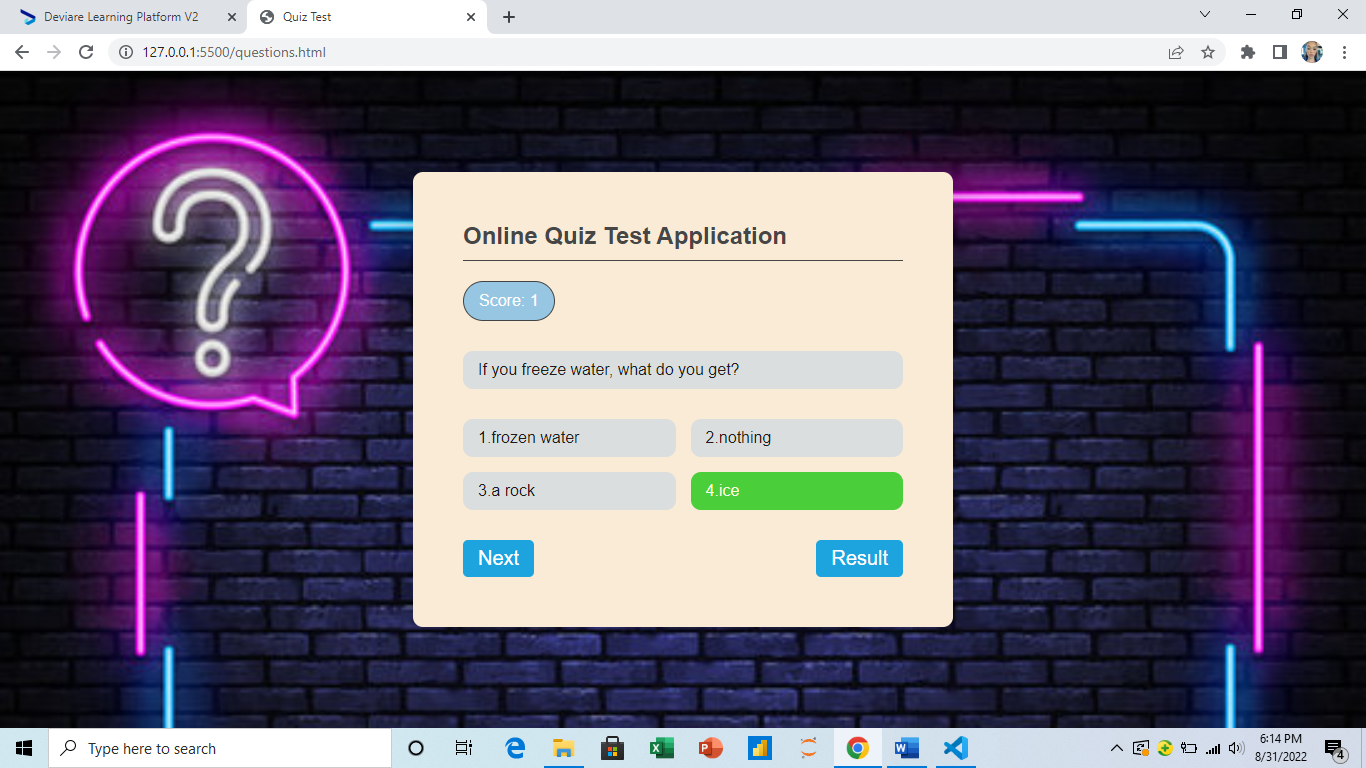 Deviare Learning Platform V2
Quiz Test
127.0.0.1:5500/questions.html
?
Online Quiz Test Application
Score: 1
If you freeze water, what do you get?
1.frozen water
2.nothing
3.a rock
4.ice
Next
Result
Type here to search
6:14 PM
8/31/2022
4